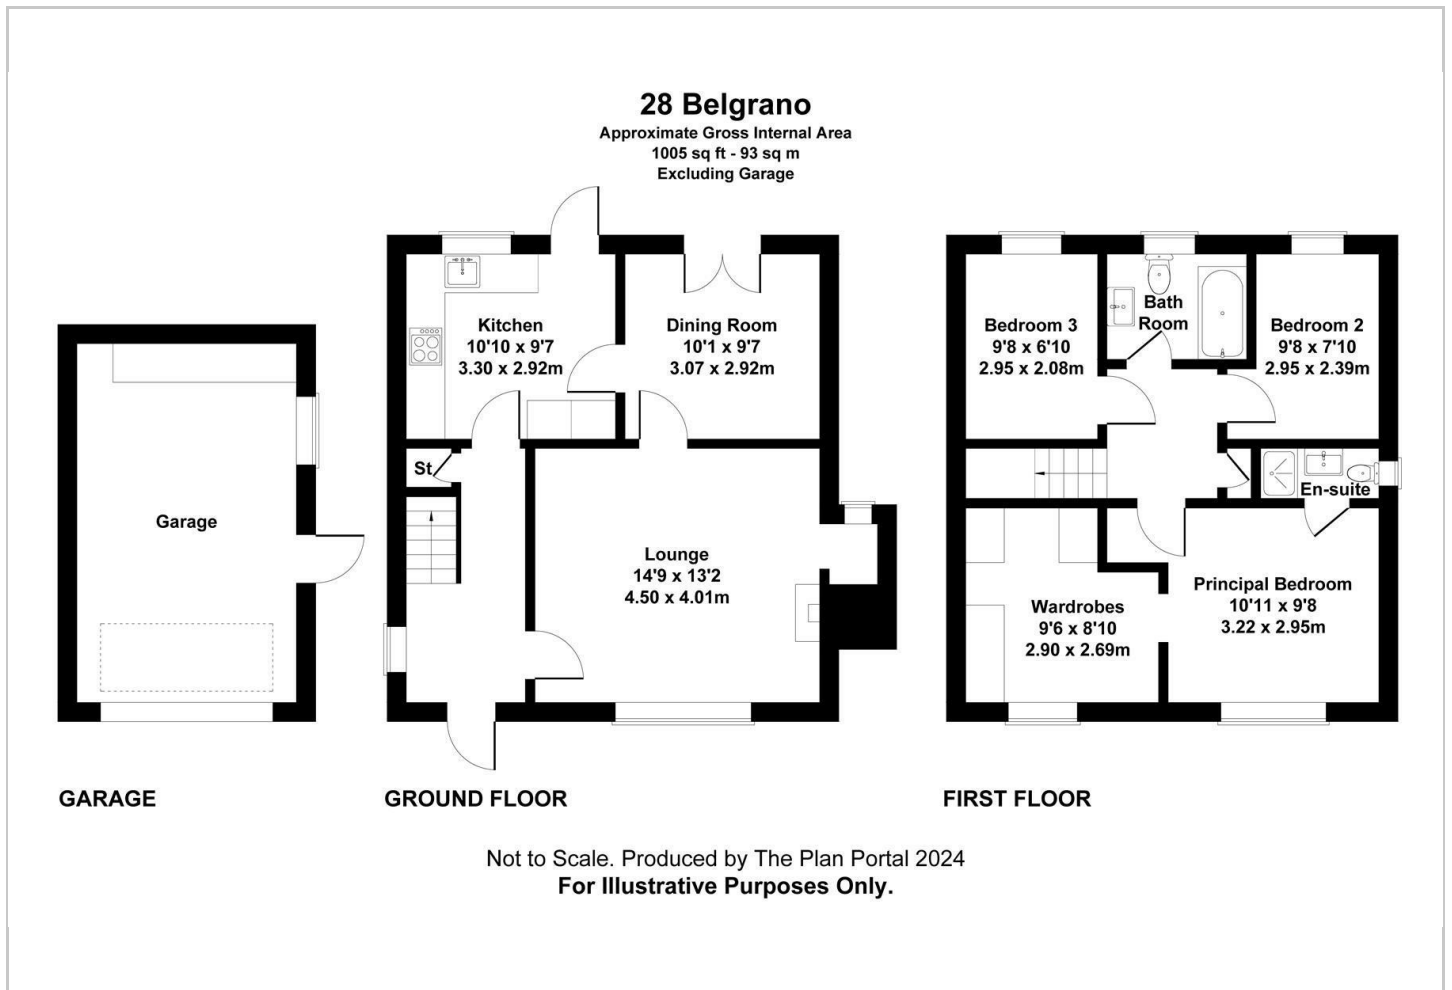 28 Belgrano
Approximate Gross Internal Area
1005 sq ft - 93 sq m
Excluding Garage
Garage
Kitchen
10'10 x 9'7
3.30 x 2.92m
Dining Room
10'1 x 9'7
3.07 x 2.92m
St
Lounge
14'9 x 13'2
4.50 x 4.01m
Bedroom 3
9'8 x 6'10
2.95 x 2.08m
Bath
Room
Bedroom 2
9'8 x 7'10
2.95 x 2.39m
En-suite
Wardrobes
9'6 x 8'10
2.90 x 2.69m
Principal Bedroom
10'11 x 9'8
3.22 x 2.95m
GARAGE
GROUND FLOOR
FIRST FLOOR
Not to Scale. Produced by The Plan Portal 2024
For Illustrative Purposes Only.